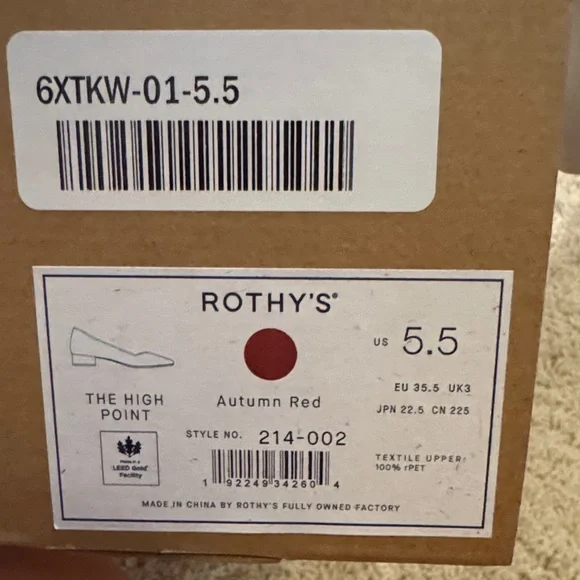 6XTKW-01-5.5
ROTHY'S®
US 5.5
THE HIGH
POINT
Autumn Red
EU 35.5 UK3
JPN 22.5 CN 225
STYLE NO. 214-002
LEED Gold®
Facility
1 92249 34260 4
TEXTILE UPPER:
100% rPET
MADE IN CHINA BY ROTHY'S FULLY OWNED FACTORY